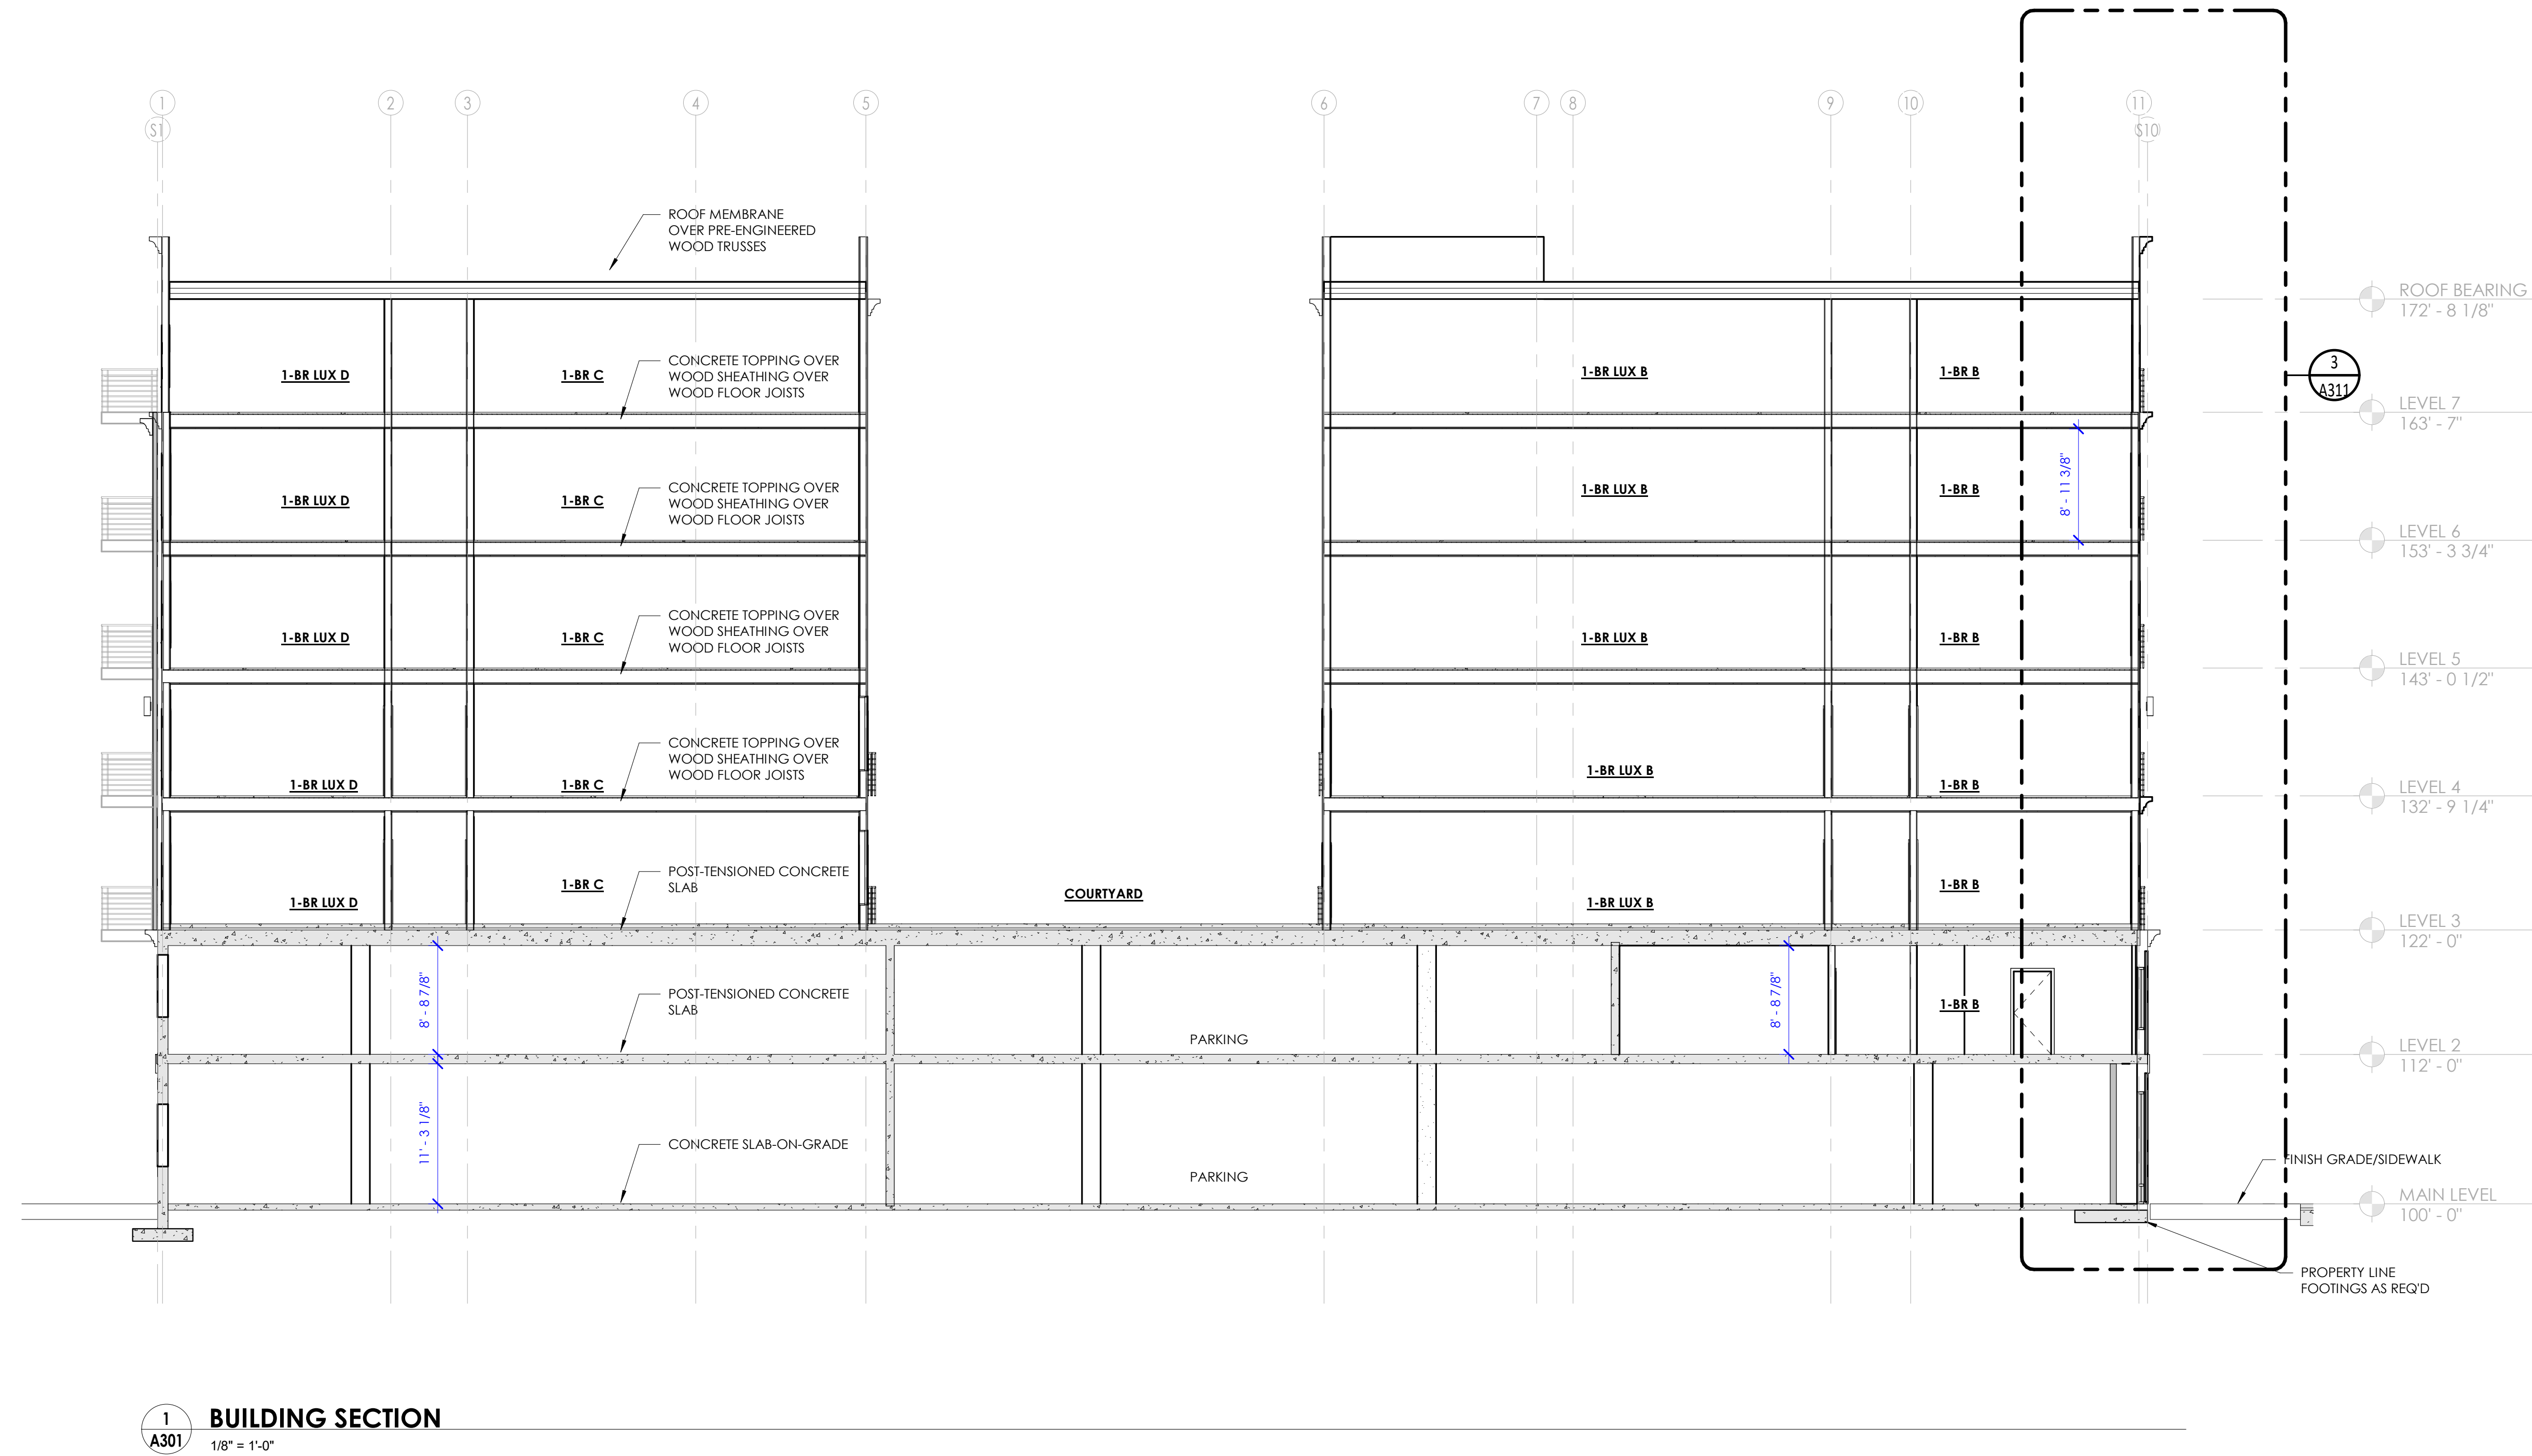 1
2
3
4
5
6
7
8
9
10
11
S1
S10
ROOF MEMBRANE
OVER PRE-ENGINEERED
WOOD TRUSSES
ROOF BEARING
172' - 8 1/8"
1-BR LUX D
1-BR C
CONCRETE TOPPING OVER
WOOD SHEATHING OVER
WOOD FLOOR JOISTS
1-BR LUX B
1-BR B
3
A311
LEVEL 7
163' - 7"
1-BR LUX D
1-BR C
CONCRETE TOPPING OVER
WOOD SHEATHING OVER
WOOD FLOOR JOISTS
1-BR LUX B
1-BR B
8' - 11 3/8"
LEVEL 6
153' - 3 3/4"
1-BR LUX D
1-BR C
CONCRETE TOPPING OVER
WOOD SHEATHING OVER
WOOD FLOOR JOISTS
1-BR LUX B
1-BR B
LEVEL 5
143' - 0 1/2"
1-BR LUX D
1-BR C
CONCRETE TOPPING OVER
WOOD SHEATHING OVER
WOOD FLOOR JOISTS
1-BR LUX B
1-BR B
LEVEL 4
132' - 9 1/4"
1-BR LUX D
1-BR C
POST-TENSIONED CONCRETE
SLAB
COURTYARD
1-BR LUX B
1-BR B
LEVEL 3
122' - 0"
8' - 8 7/8"
POST-TENSIONED CONCRETE
SLAB
PARKING
8' - 8 7/8"
1-BR B
LEVEL 2
112' - 0"
11' - 3 1/8"
CONCRETE SLAB-ON-GRADE
PARKING
FINISH GRADE/SIDEWALK
MAIN LEVEL
100' - 0"
PROPERTY LINE
FOOTINGS AS REQ'D
1
A301
BUILDING SECTION
1/8" = 1'-0"